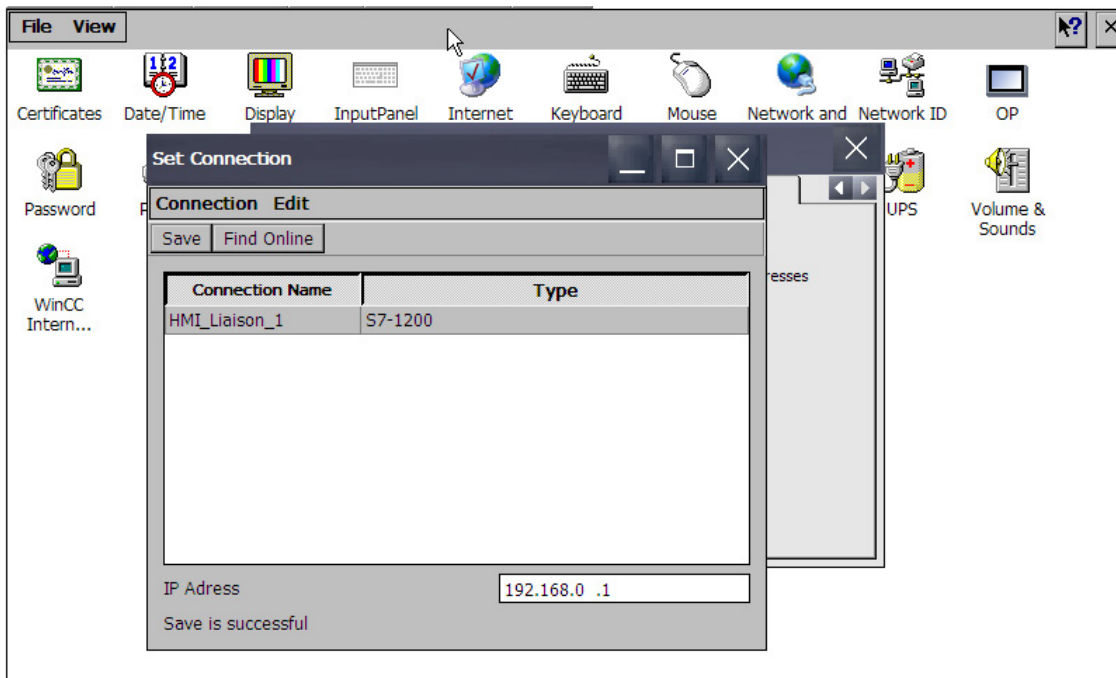 File View
Certificates Date/Time Display InputPanel Internet Keyboard Mouse Network and Network ID OP
Set Connection
Password UPS Volume & Sounds
Connection Edit
Save Find Online
resses
Connection Name Type
WinCC Intern...
HMI_Liaison_1 S7-1200
IP Adress 192.168.0 .1
Save is successful